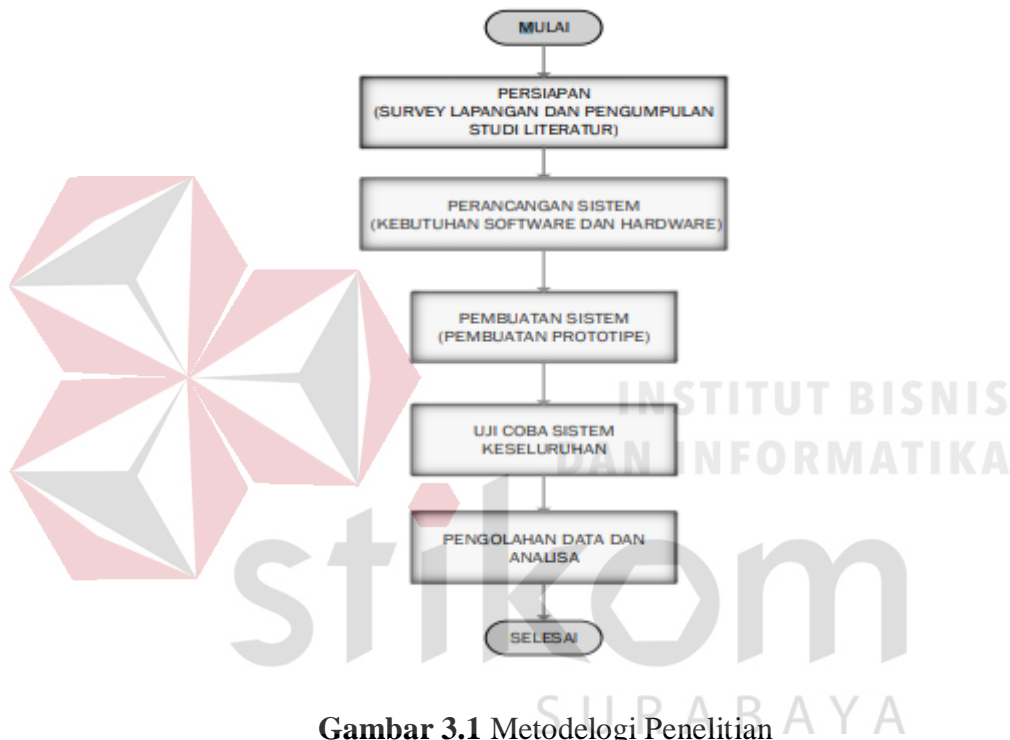 MULAI
PERSIAPAN
(SURVEY LAPANGAN DAN PENGUMPULAN
STUDI LITERATUR)
PERANCANGAN SISTEM
(KEBUTUHAN SOFTWARE DAN HARDWARE)
PEMBUATAN SISTEM
(PEMBUATAN PROTOTIPE)
INSTITUT BISNIS
DAN INFORMATIKA
UJI COBA SISTEM
KESELURUHAN
stikom
PENGOLAHAN DATA DAN
ANALISA
SELESAI
SURABAYA
Gambar 3.1 Metodelogi Penelitian